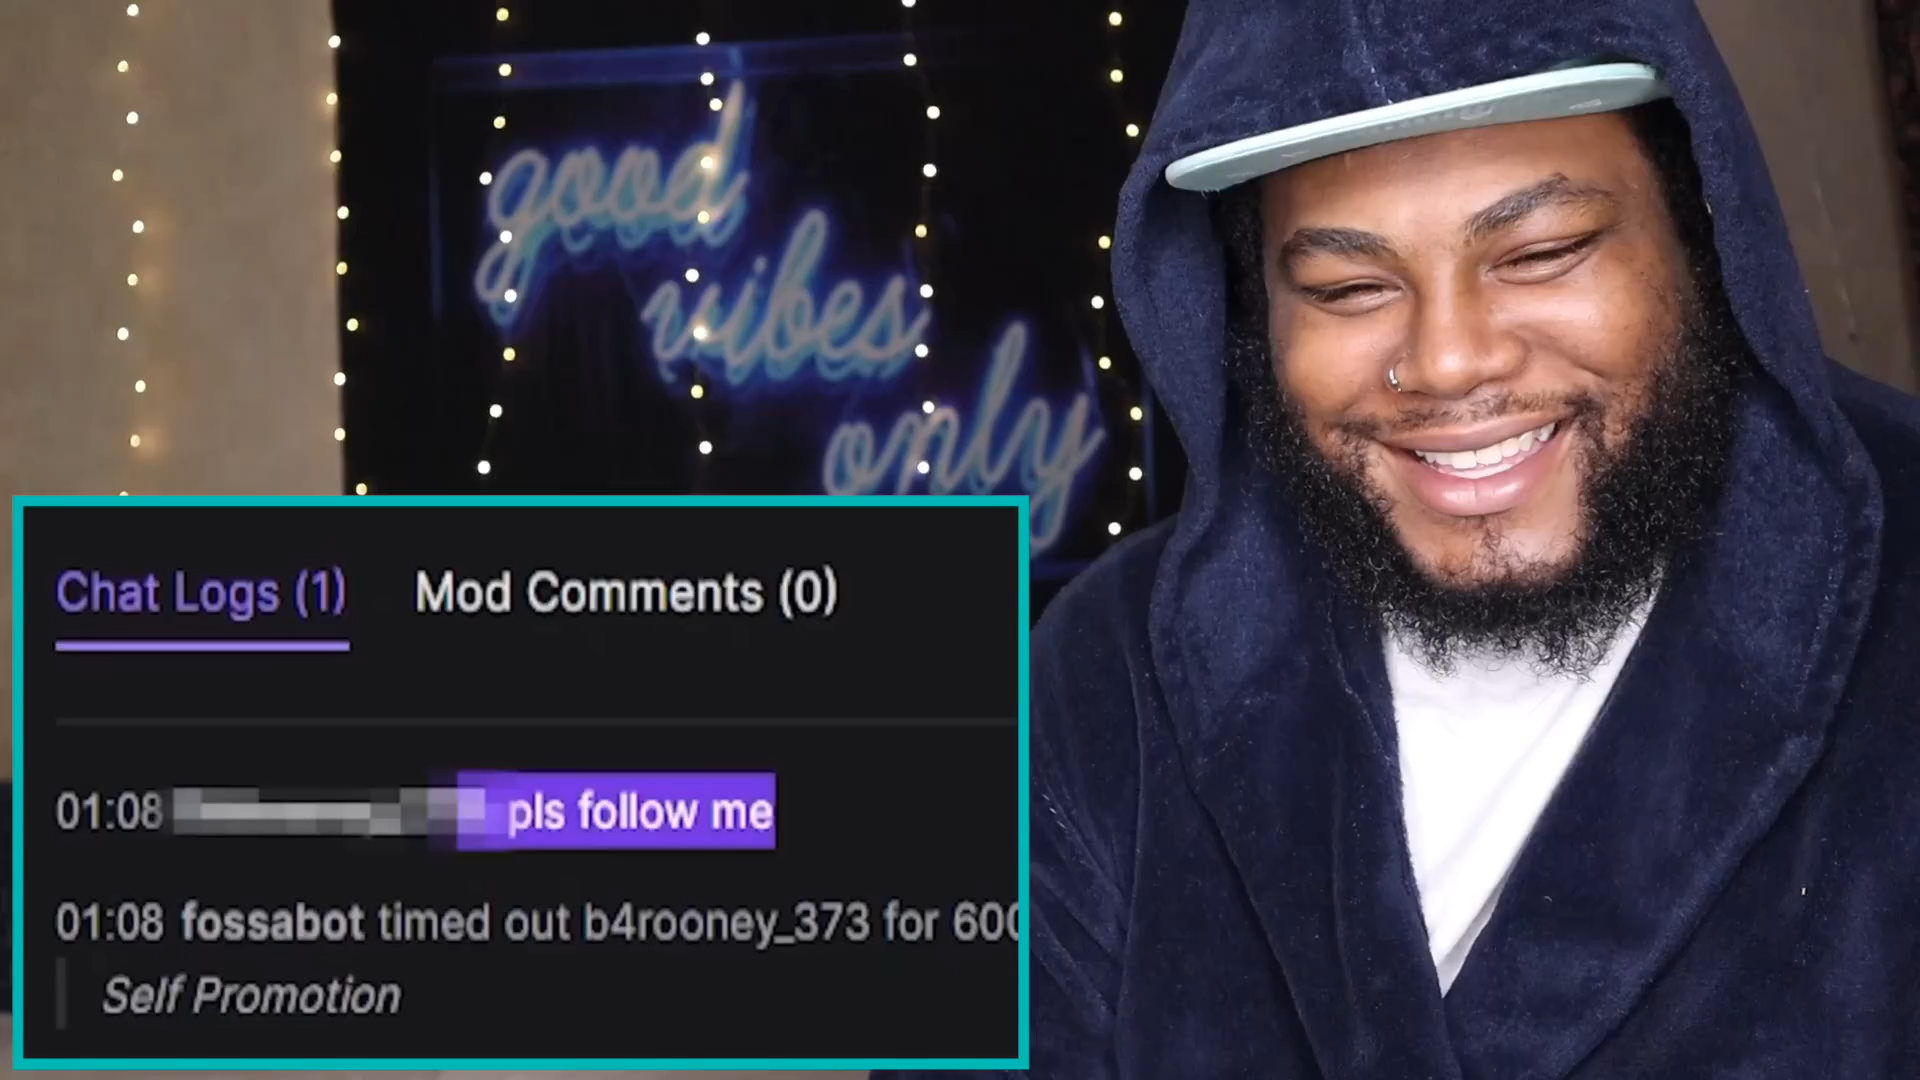 good
vibes
only
Chat Logs (1) Mod Comments (0)
01:08 pls follow me
01:08 fossabot timed out b4rooney_373 for 600
Self Promotion